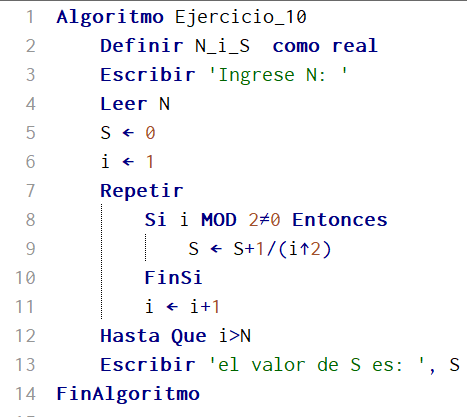 1 Algoritmo Ejercicio_10
2 Definir N_i_S como real
3 Escribir 'Ingrese N: '
4 Leer N
5 S ← 0
6 i ← 1
7 Repetir
8 Si i MOD 2≠0 Entonces
9 S ← S+1/(i↑2)
10 FinSi
11 i ← i+1
12 Hasta Que i>N
13 Escribir 'el valor de S es: ', S
14 FinAlgoritmo